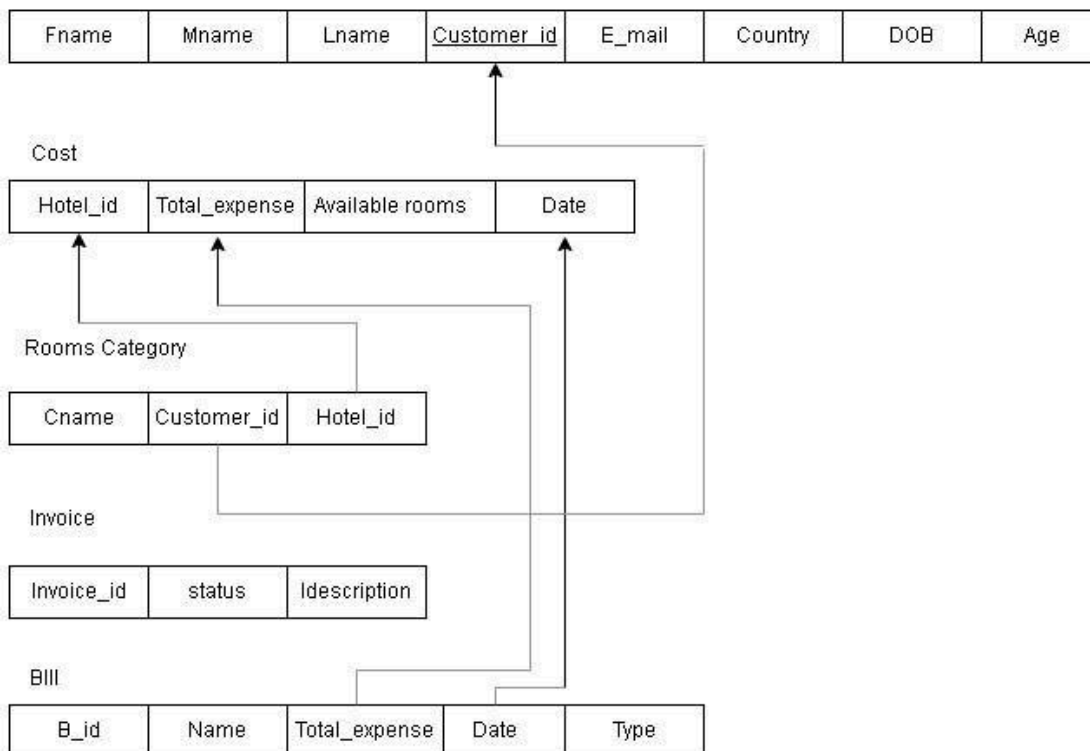 Fname Mname Lname Customer_id E_mail Country DOB Age
Cost
Hotel_id Total_expense Available rooms Date
Rooms Category
Cname Customer_id Hotel_id
Invoice
Invoice_id status Idescription
BIll
B_id Name Total_expense Date Type